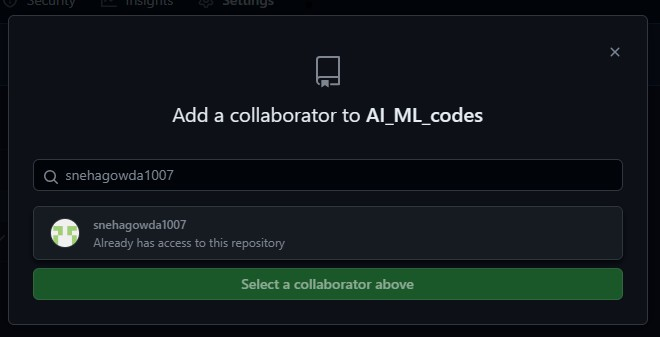 Security Insights Settings
Add a collaborator to AI_ML_codes
snehagowda1007
snehagowda1007
Already has access to this repository
Select a collaborator above